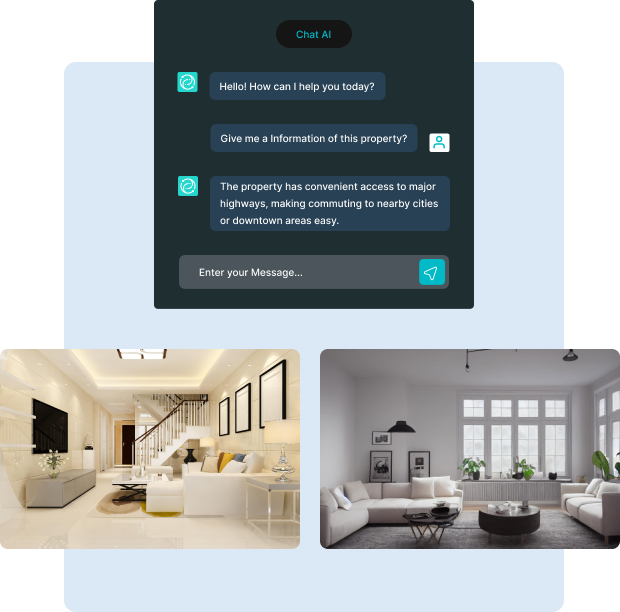 Chat AI
Hello! How can I help you today?
Give me a Information of this property?
The property has convenient access to major
highways, making commuting to nearby cities
or downtown areas easy.
Enter your Message...